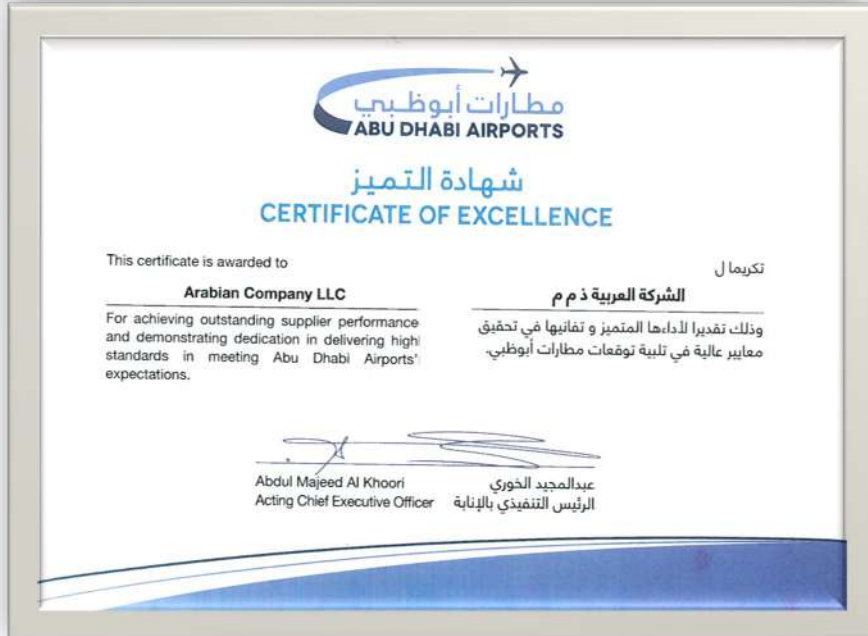 مطارات أبوظبي
ABU DHABI AIRPORTS
شهادة التميز
CERTIFICATE OF EXCELLENCE
This certificate is awarded to
Arabian Company LLC
For achieving outstanding supplier performance
and demonstrating dedication in delivering high
standards in meeting Abu Dhabi Airports'
expectations.
تكريما ل
الشركة العربية ذ م م
وذلك تقديرا لأداءها المتميز و تفانيها في تحقيق
معايير عالية في تلبية توقعات مطارات أبوظبي.
Abdul Majeed Al Khoori
Acting Chief Executive Officer
عبدالمجيد الخوري
الرئيس التنفيذي بالإنابة